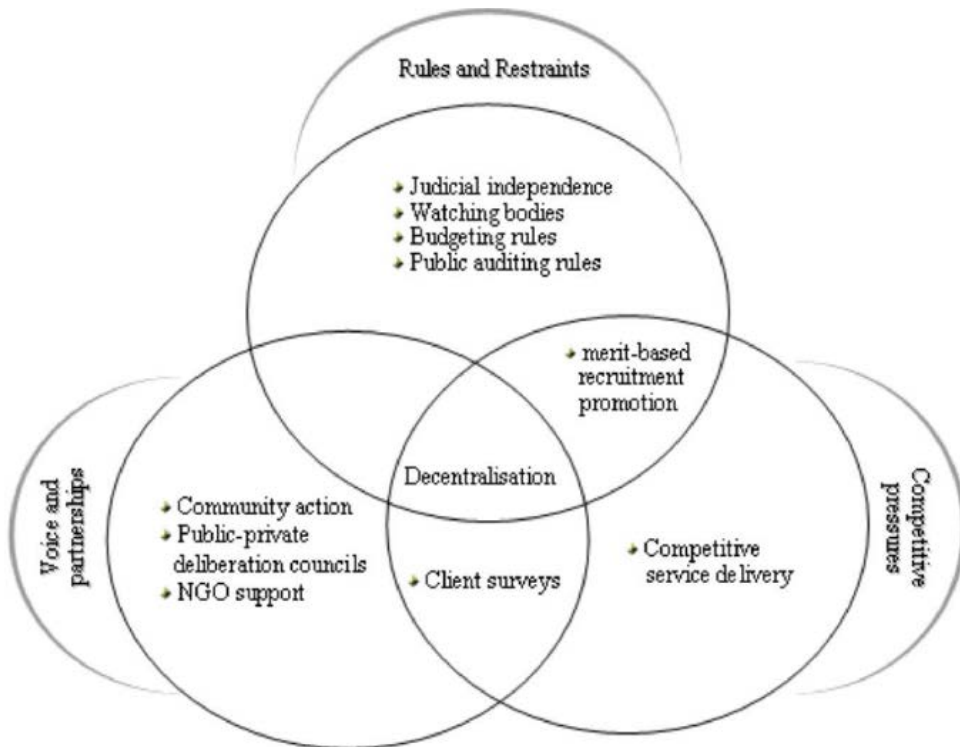 Rules and Restraints
Judicial independence
Watching bodies
Budgeting rules
Public auditing rules
merit-based
recruitment
promotion
Decentralisation
Voice and
partnerships
Community action
Public-private
deliberation councils
NGO support
Client surveys
Competitive
service delivery
Competitive
pressures